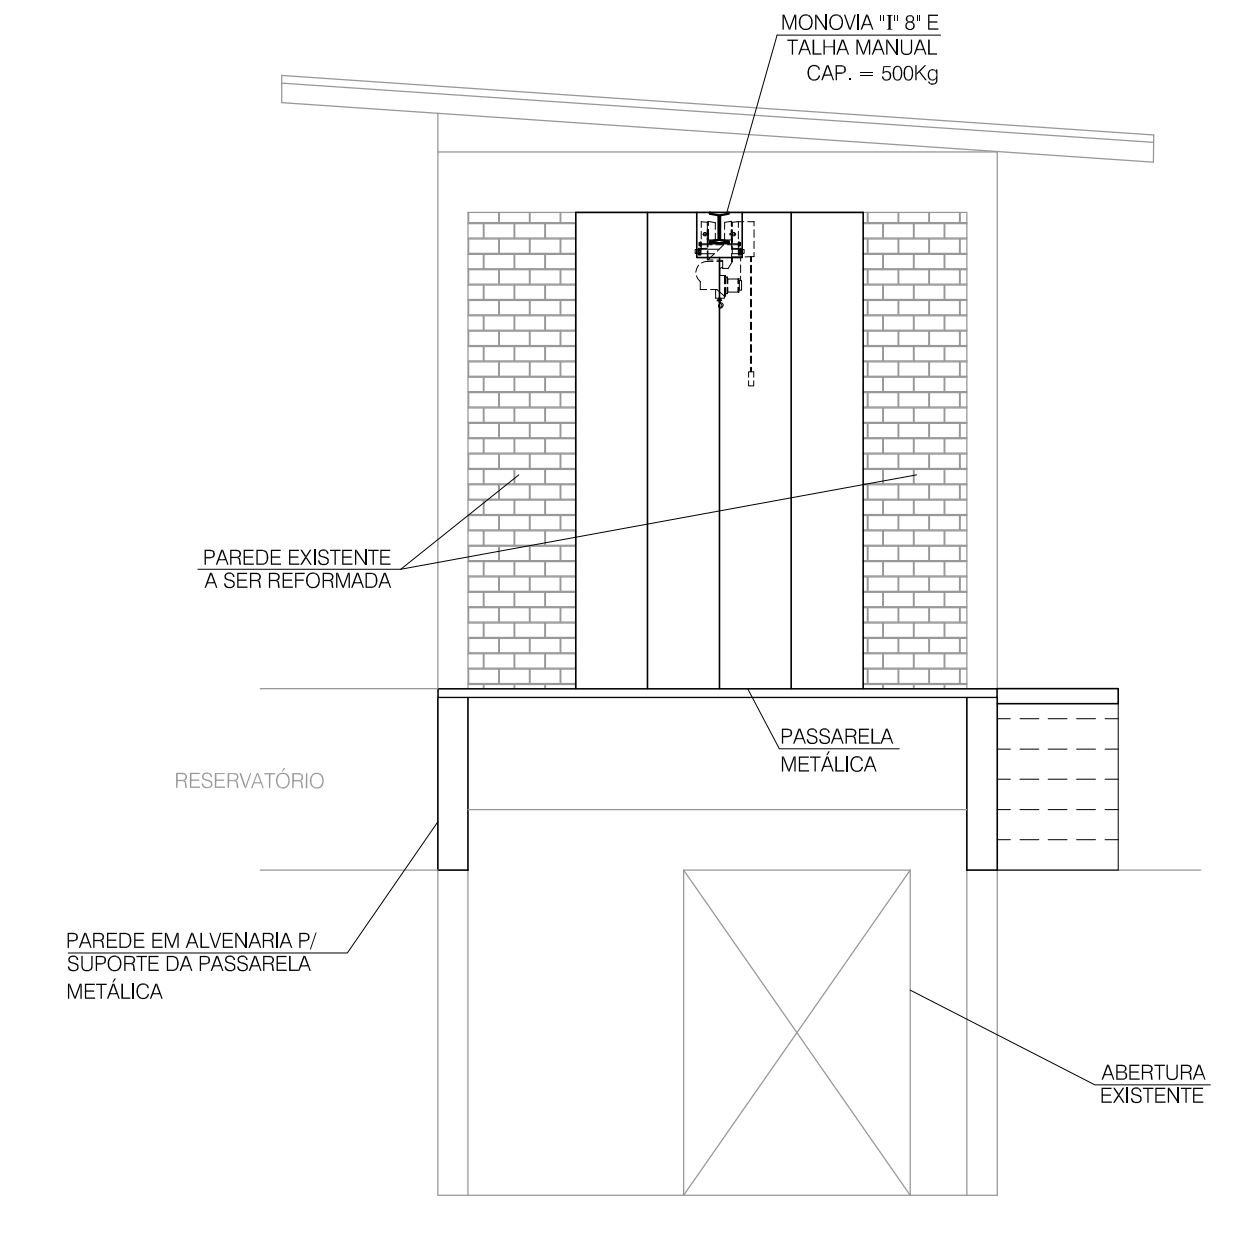 MONOVIA "I" 8" E
TALHA MANUAL
CAP. = 500Kg
PAREDE EXISTENTE
A SER REFORMADA
PASSARELA
METÁLICA
RESERVATÓRIO
PAREDE EM ALVENARIA P/
SUPORTE DA PASSARELA
METÁLICA
ABERTURA
EXISTENTE